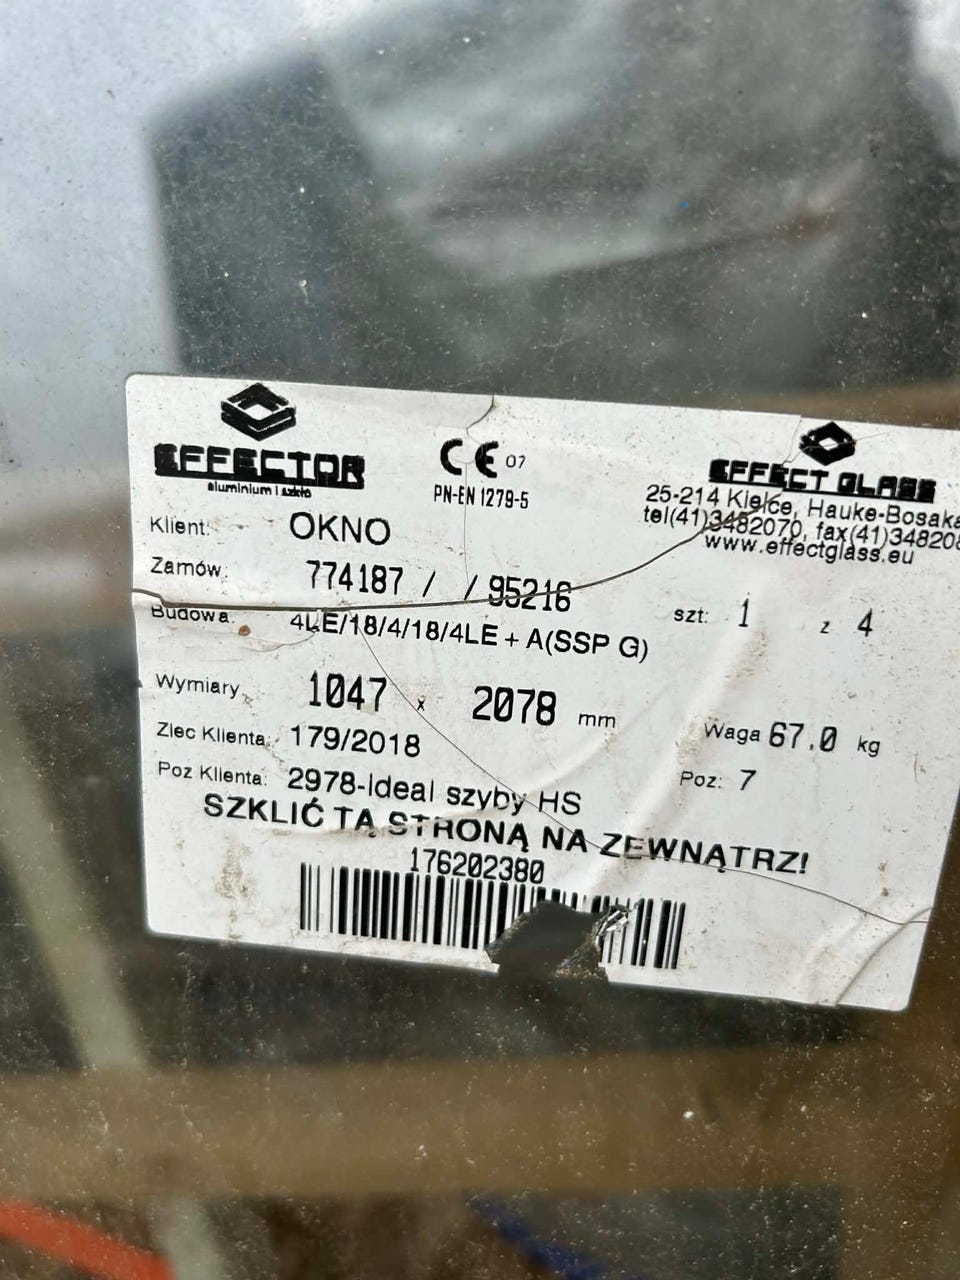 EFFECTOR
aluminium i szkło
CE 07
PN-EN 1279-5
EFFECT GLASS
25-214 Kielce, Hauke-Bosaka
tel(41)3482070, fax(41)348208
www.effectglass.eu
Klient: OKNO
Zamów. 774187 / / 95216 szt: 1 z 4
Budowa. 4LE/18/4/18/4LE + A(SSP G)
Wymiary. 1047 x 2078 mm Waga 67.0 kg
Zlec Klienta. 179/2018
Poz Klienta: 2978-Ideal szyby HS Poz: 7
SZKLIĆ TĄ STRONĄ NA ZEWNĄTRZ!
176202380